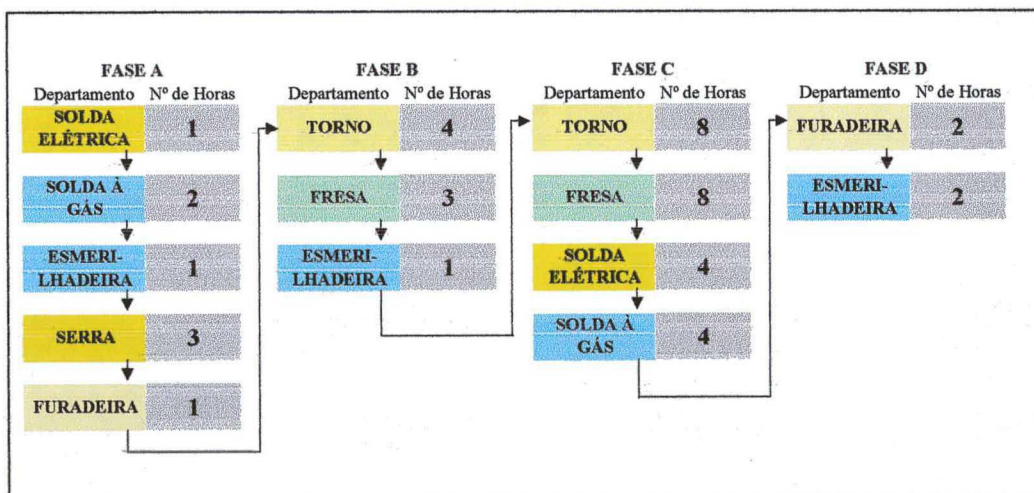 FASE A
Departamento Nº de Horas
SOLDA
ELÉTRICA
1
SOLDA À
GÁS
2
ESMERI-
LHADEIRA
1
SERRA
3
FURADEIRA
1
FASE B
Departamento Nº de Horas
TORNO
4
FRESA
3
ESMERI-
LHADEIRA
1
FASE C
Departamento Nº de Horas
TORNO
8
FRESA
8
SOLDA
ELÉTRICA
4
SOLDA À
GÁS
4
FASE D
Departamento Nº de Horas
FURADEIRA
2
ESMERI-
LHADEIRA
2